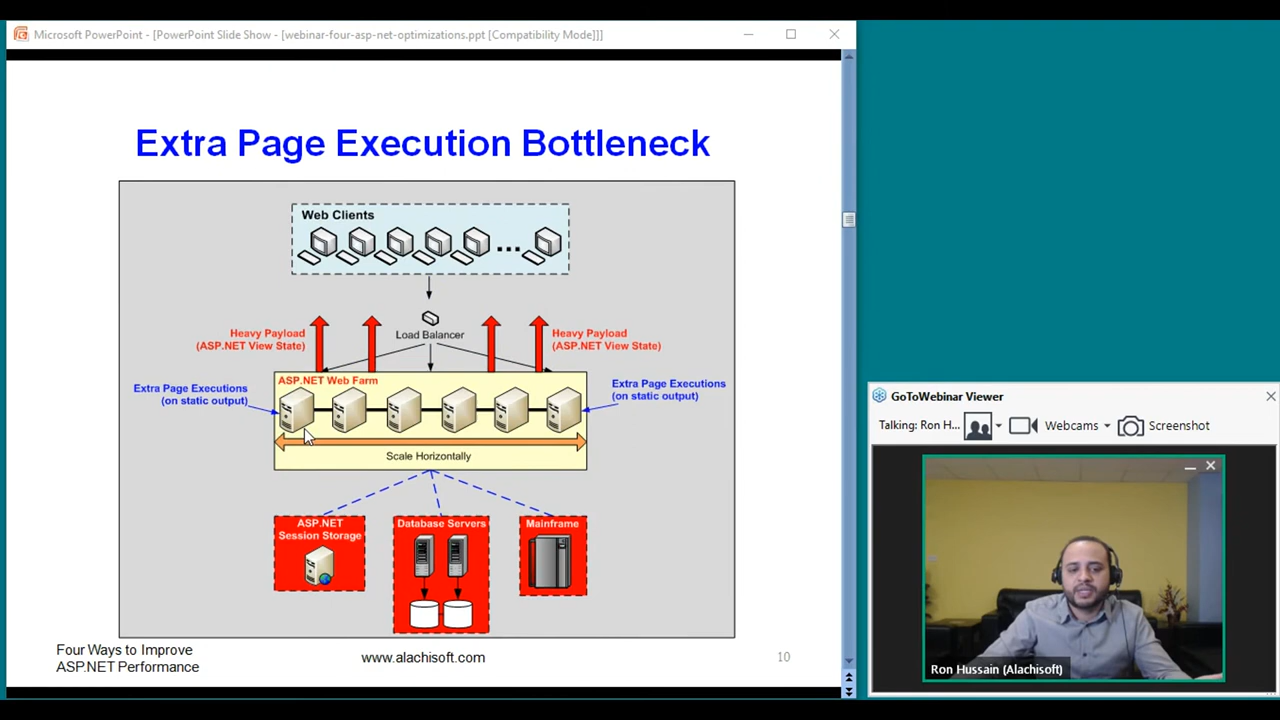 Microsoft PowerPoint - [PowerPoint Slide Show - [webinar-four-asp-net-optimizations.ppt [Compatibility Mode]]]
Extra Page Execution Bottleneck
Web Clients
Load Balancer
Heavy Payload
(ASP.NET View State)
Heavy Payload
(ASP.NET View State)
ASP.NET Web Farm
Extra Page Executions
(on static output)
Extra Page Executions
(on static output)
Scale Horizontally
ASP.NET
Session Storage
Database Servers
Mainframe
Four Ways to Improve
ASP.NET Performance
www.alachisoft.com
10
GoToWebinar Viewer
Talking: Ron H...
Webcams
Screenshot
Ron Hussain (Alachisoft)